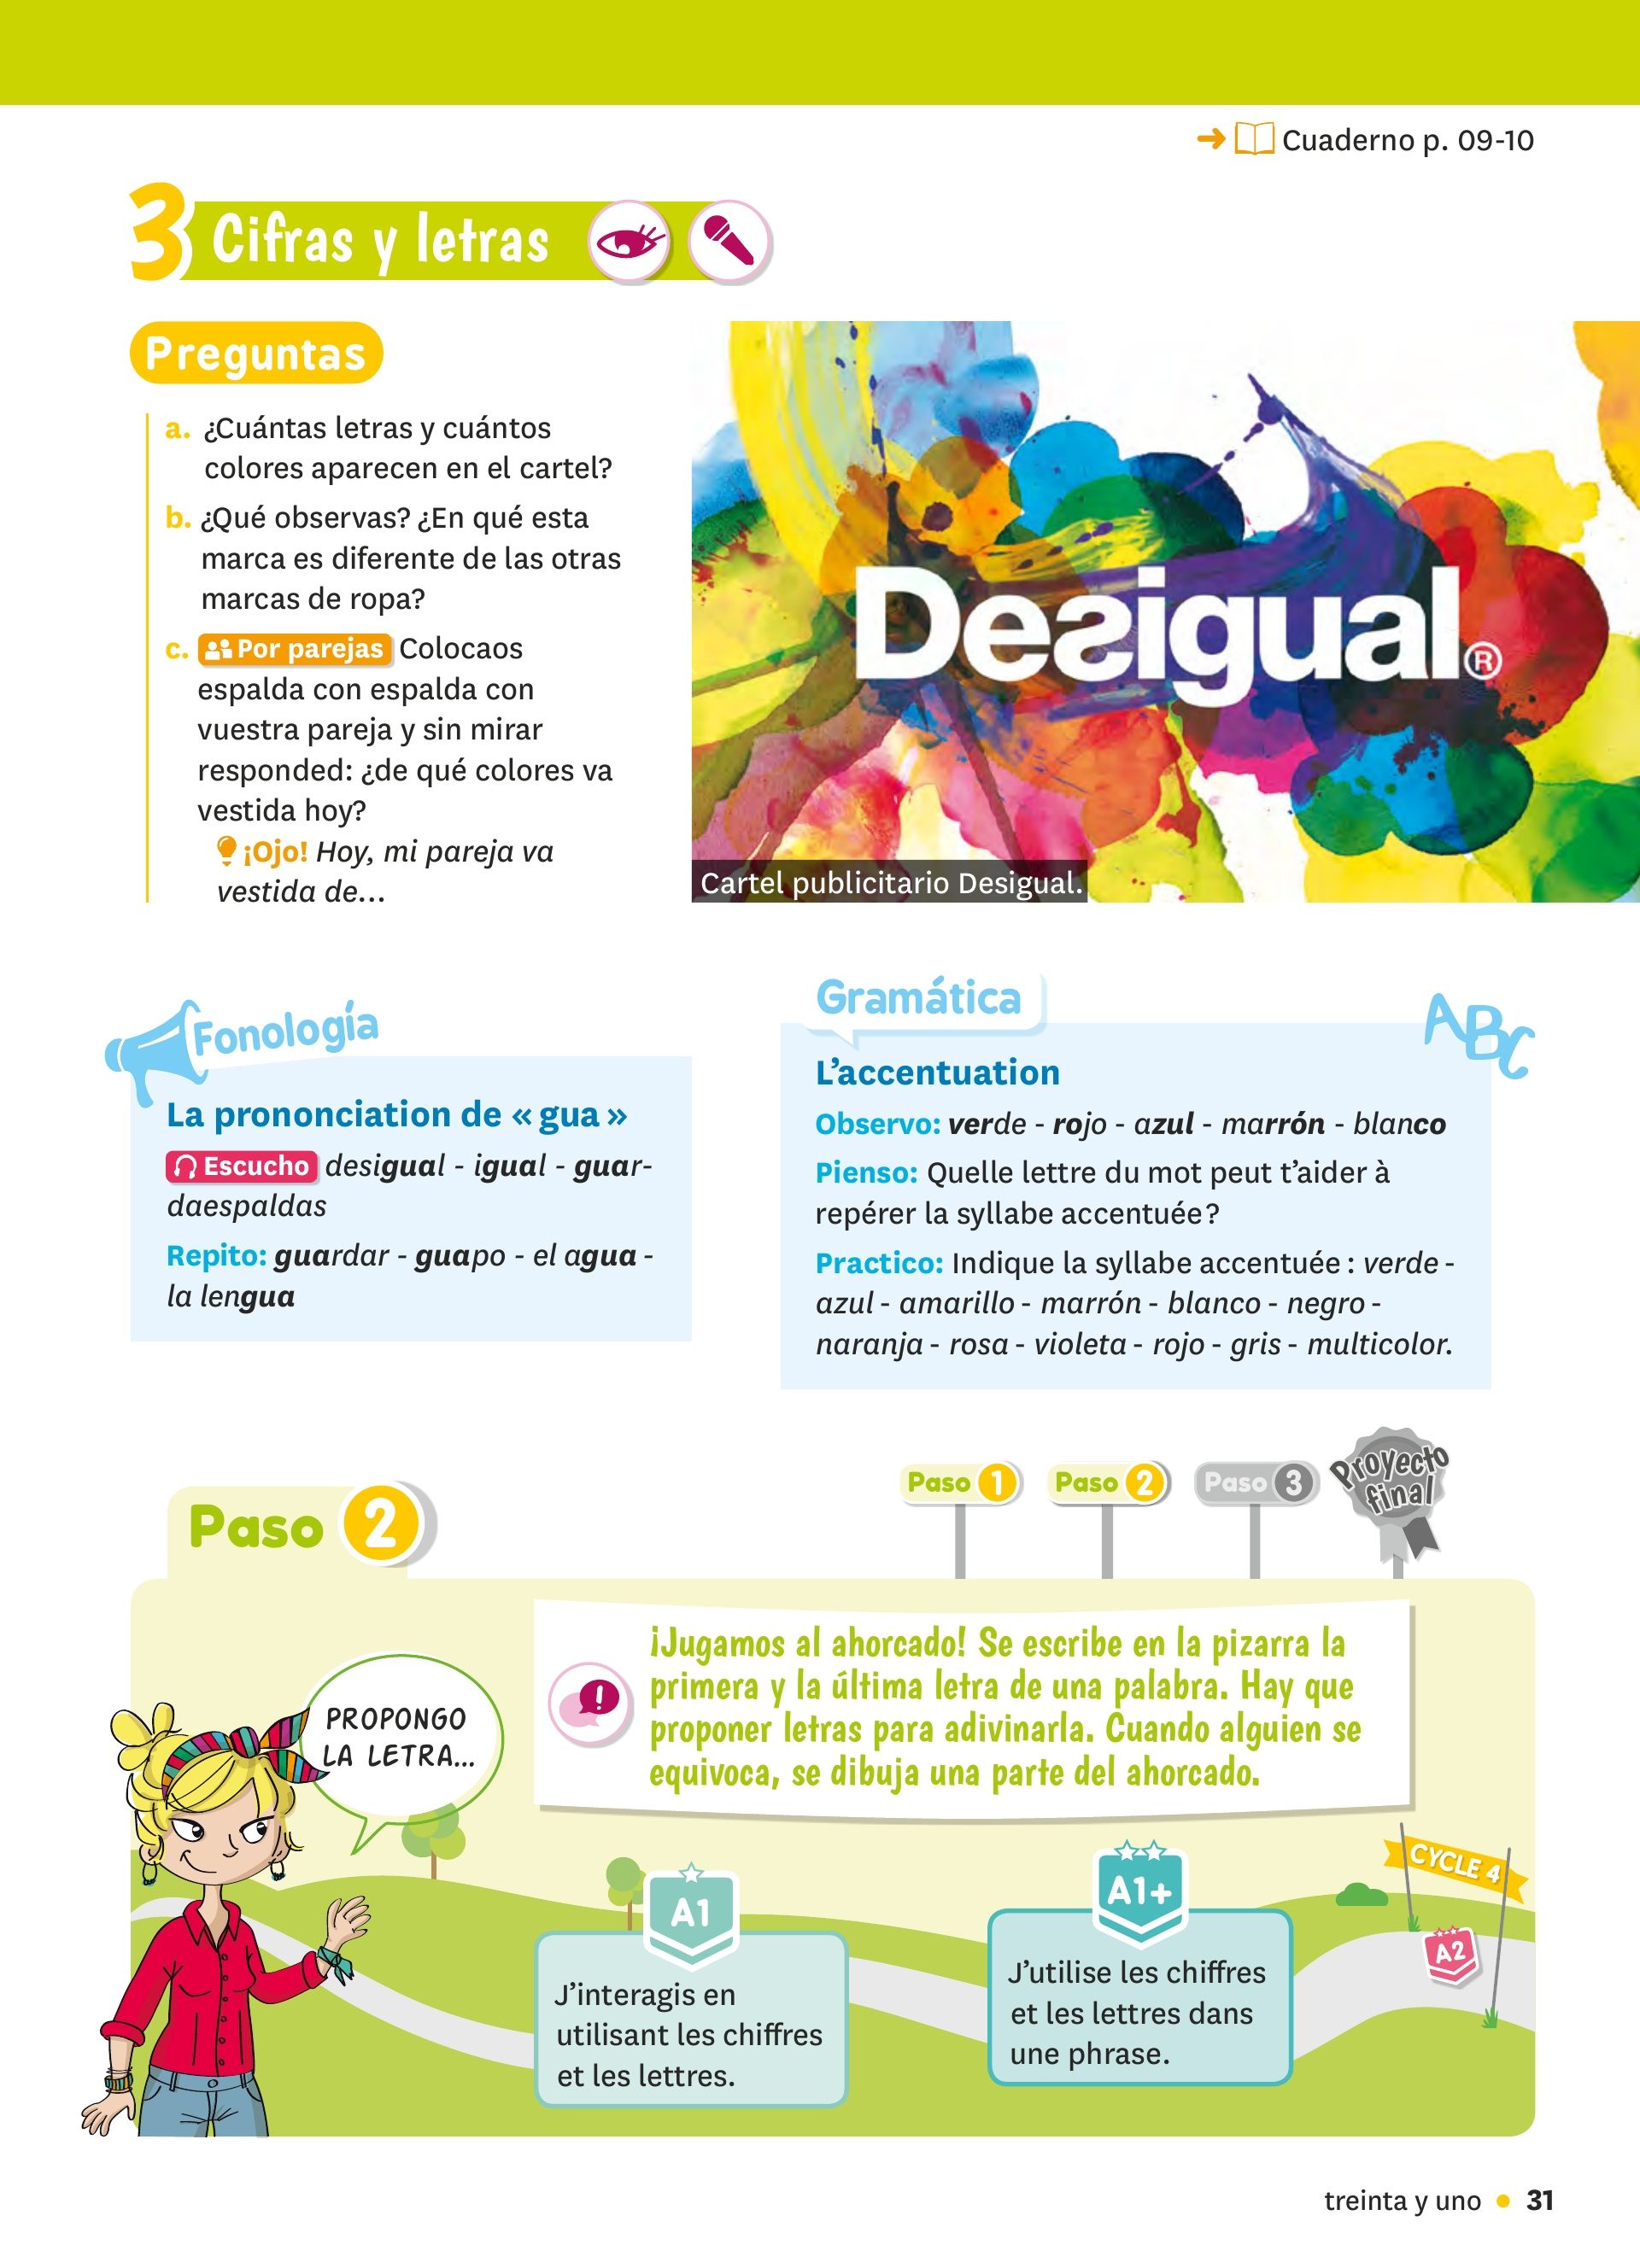 Cuaderno p. 09-10
3 Cifras y letras
Preguntas
a. ¿Cuántas letras y cuántos
colores aparecen en el cartel?
b. ¿Qué observas? ¿En qué esta
marca es diferente de las otras
marcas de ropa?
c. Por parejas Colocaos
espalda con espalda con
vuestra pareja y sin mirar
responded: ¿de qué colores va
vestida hoy?
¡Ojo! Hoy, mi pareja va
vestida de...
Desigual®
Cartel publicitario Desigual.
Fonología
La prononciation de « gua »
Escucho desigual - igual - guar-
daespaldas
Repito: guardar - guapo - el agua -
la lengua
Gramática
ABC
L'accentuation
Observo: verde - rojo - azul - marrón - blanco
Pienso: Quelle lettre du mot peut t'aider à
repérer la syllabe accentuée ?
Practico: Indique la syllabe accentuée : verde -
azul - amarillo - marrón - blanco - negro -
naranja - rosa - violeta - rojo - gris - multicolor.
Paso 1
Paso 2
Paso 3
Proyecto
final
Paso 2
¡Jugamos al ahorcado! Se escribe en la pizarra la
primera y la última letra de una palabra. Hay que
proponer letras para adivinarla. Cuando alguien se
equivoca, se dibuja una parte del ahorcado.
PROPONGO
LA LETRA...
A1
J'interagis en
utilisant les chiffres
et les lettres.
A1+
J'utilise les chiffres
et les lettres dans
une phrase.
CYCLE 4
A2
treinta y uno • 31